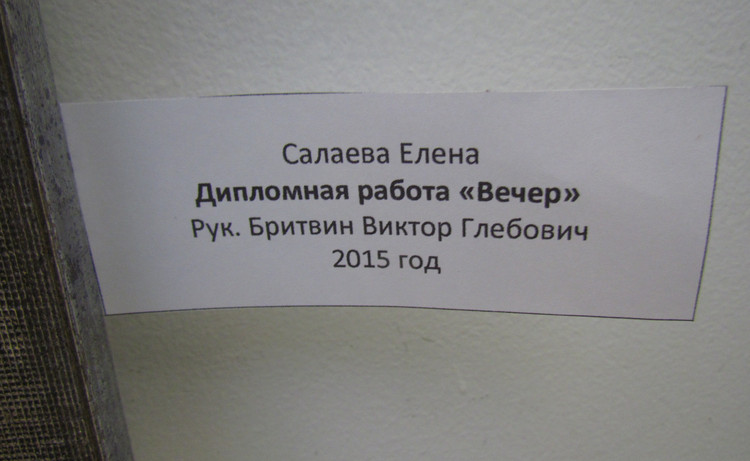 Салаева Елена
Дипломная работа «Вечер»
Рук. Бритвин Виктор Глебович
2015 год